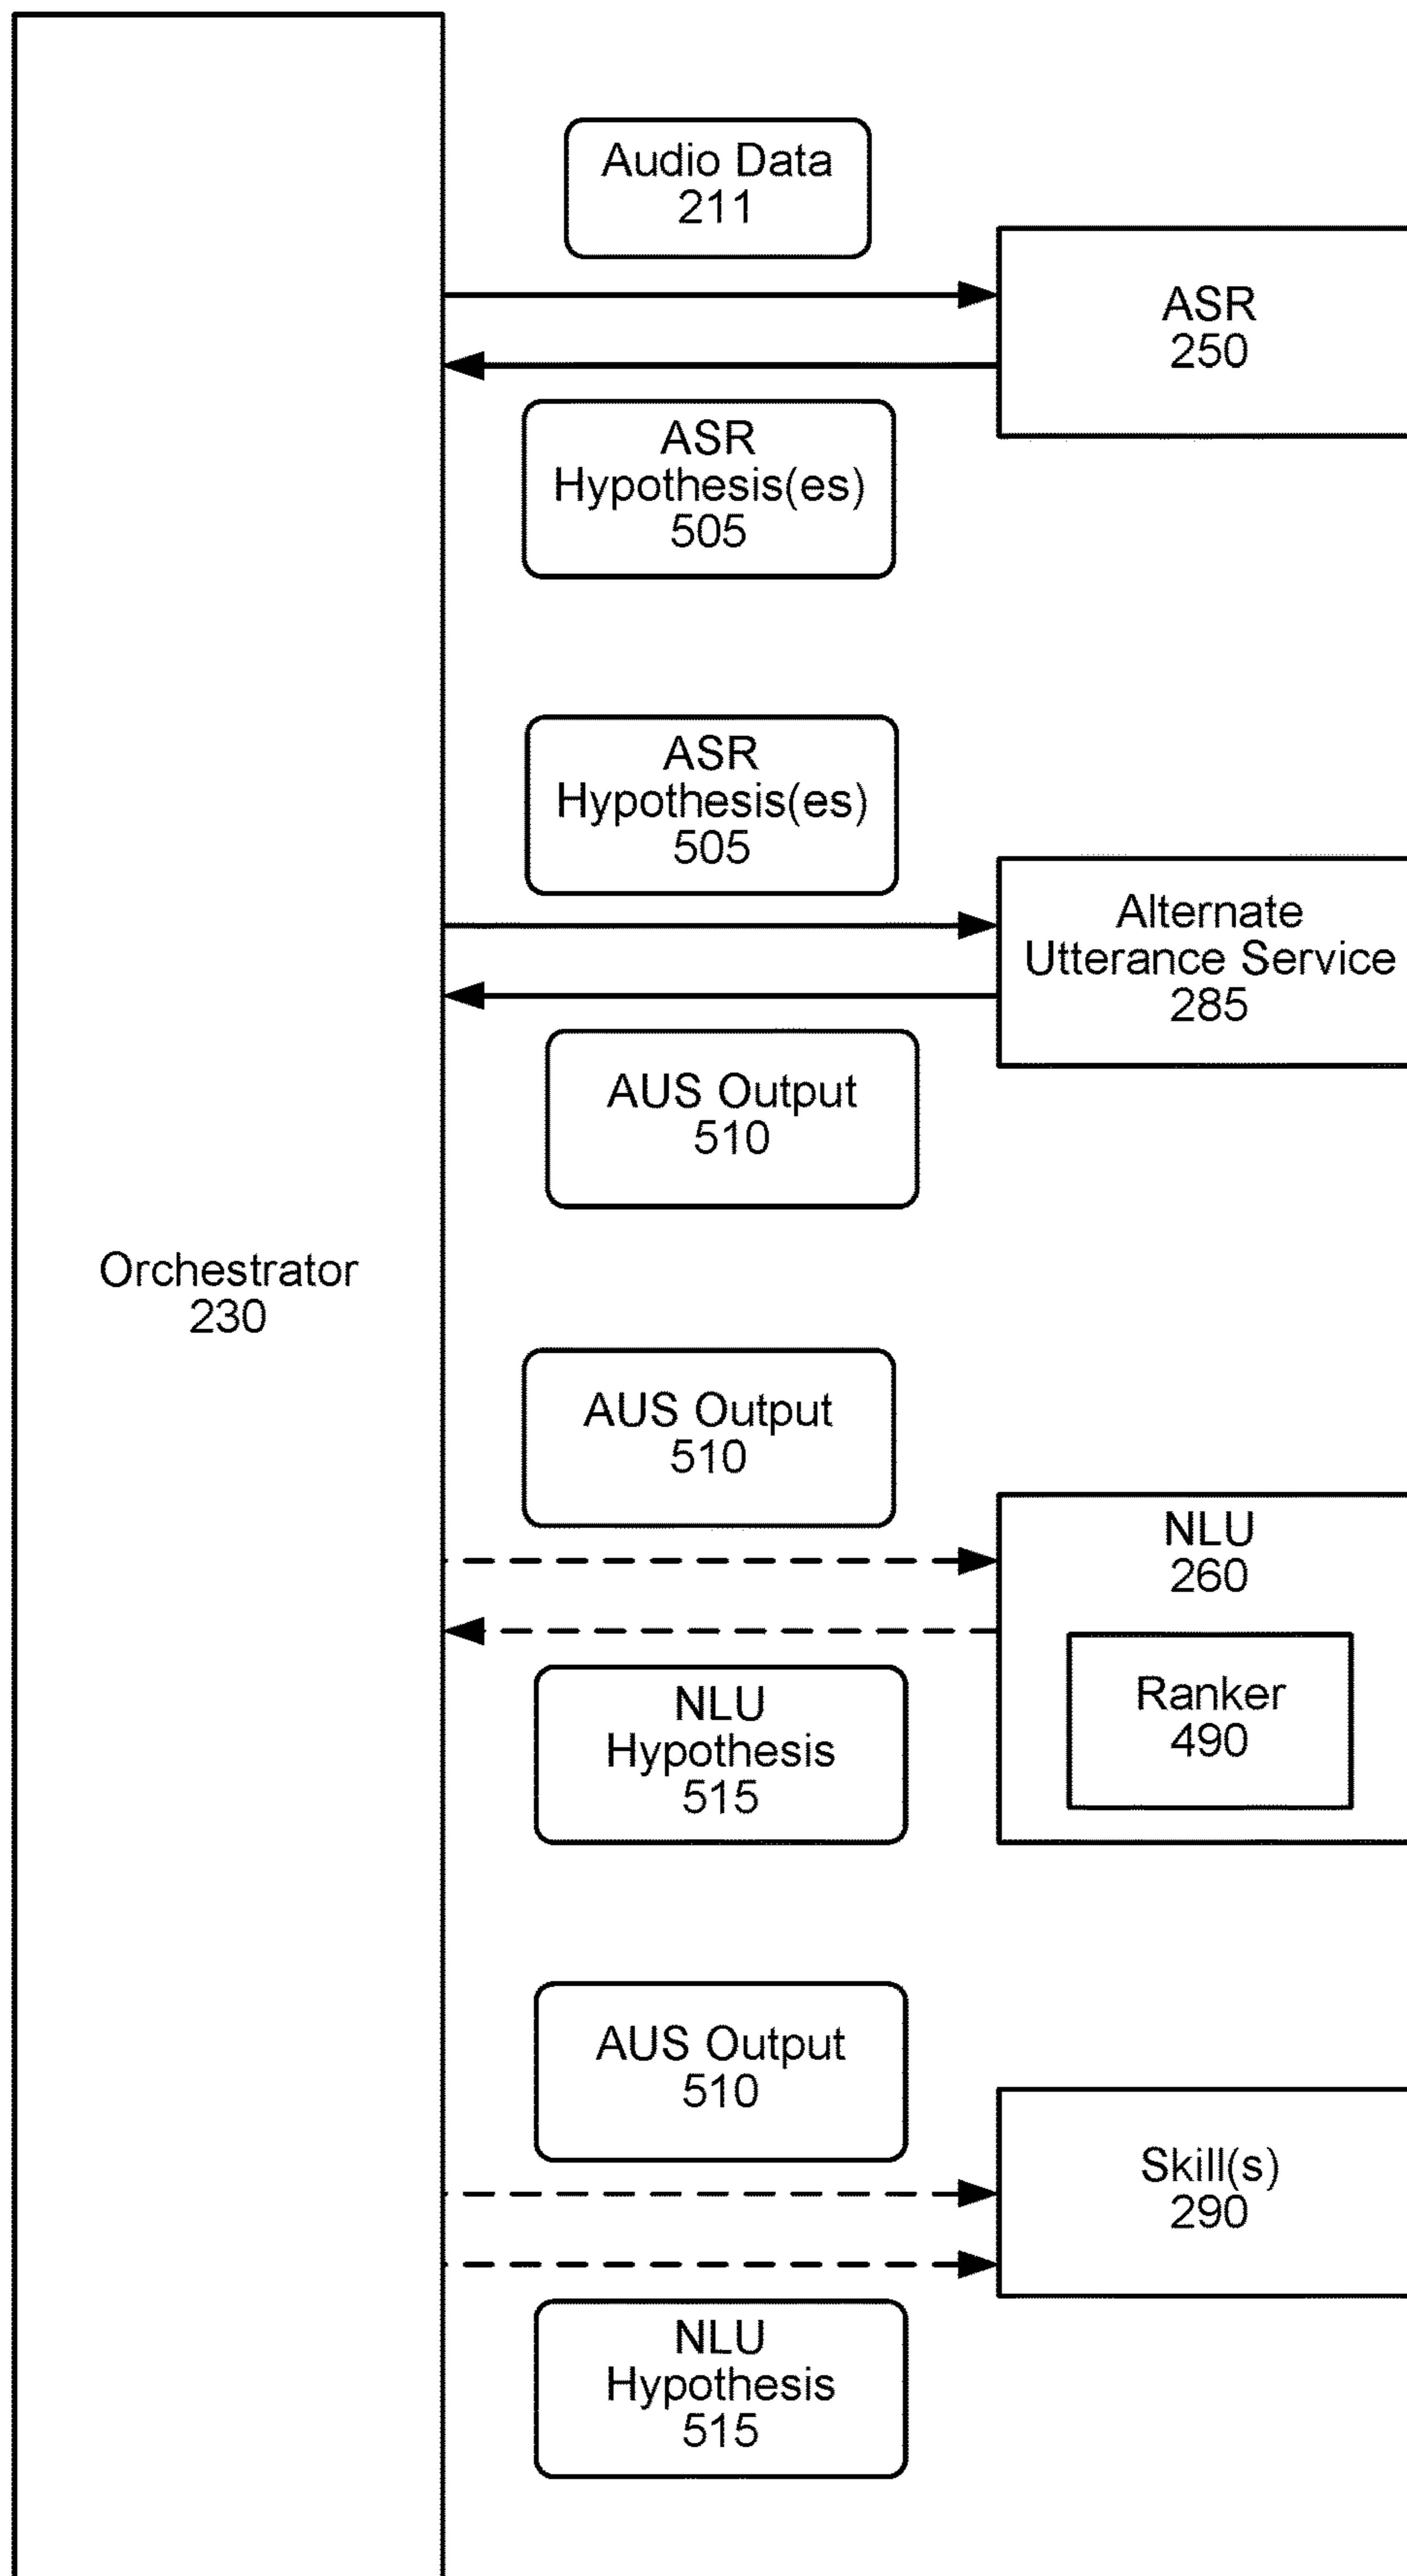 Audio Data
211
ASR
250
ASR
Hypothesis(es)
505
ASR
Hypothesis(es)
505
Alternate
Utterance Service
285
AUS Output
510
Orchestrator
230
AUS Output
510
NLU
260
Ranker
490
NLU
Hypothesis
515
AUS Output
510
Skill(s)
290
NLU
Hypothesis
515